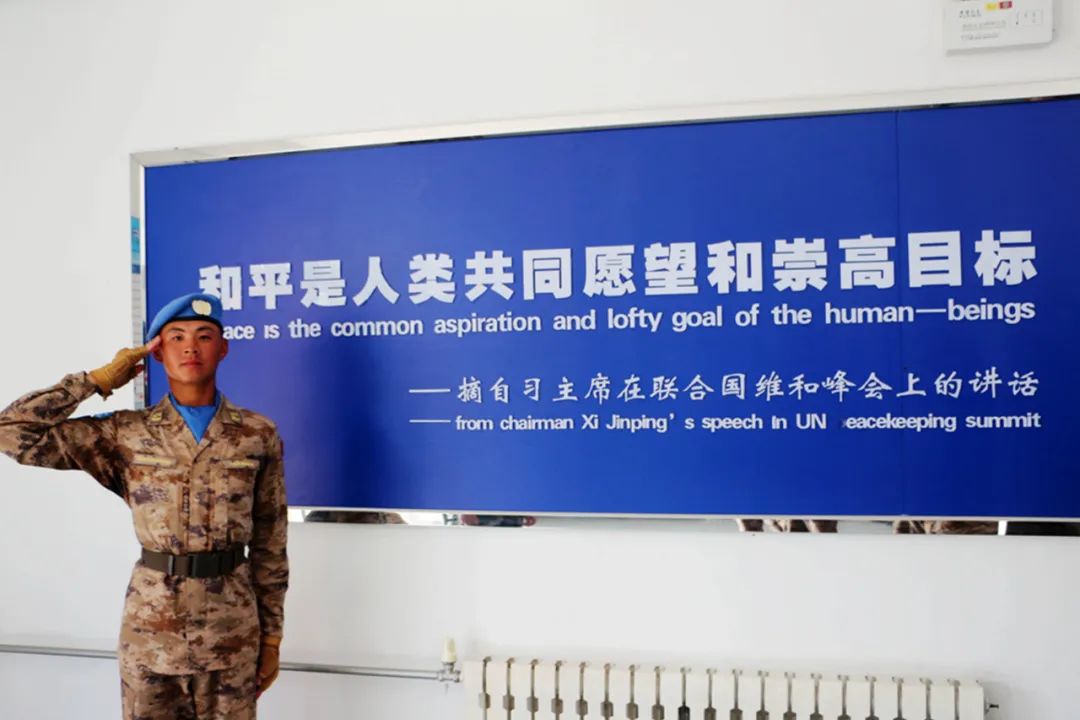 和平是人类共同愿望和崇高目标
ace is the common aspiration and lofty goal of the human—beings
——摘自习主席在联合国维和峰会上的讲话
——from chairman Xi Jinping's speech in UN eacekeeping summit